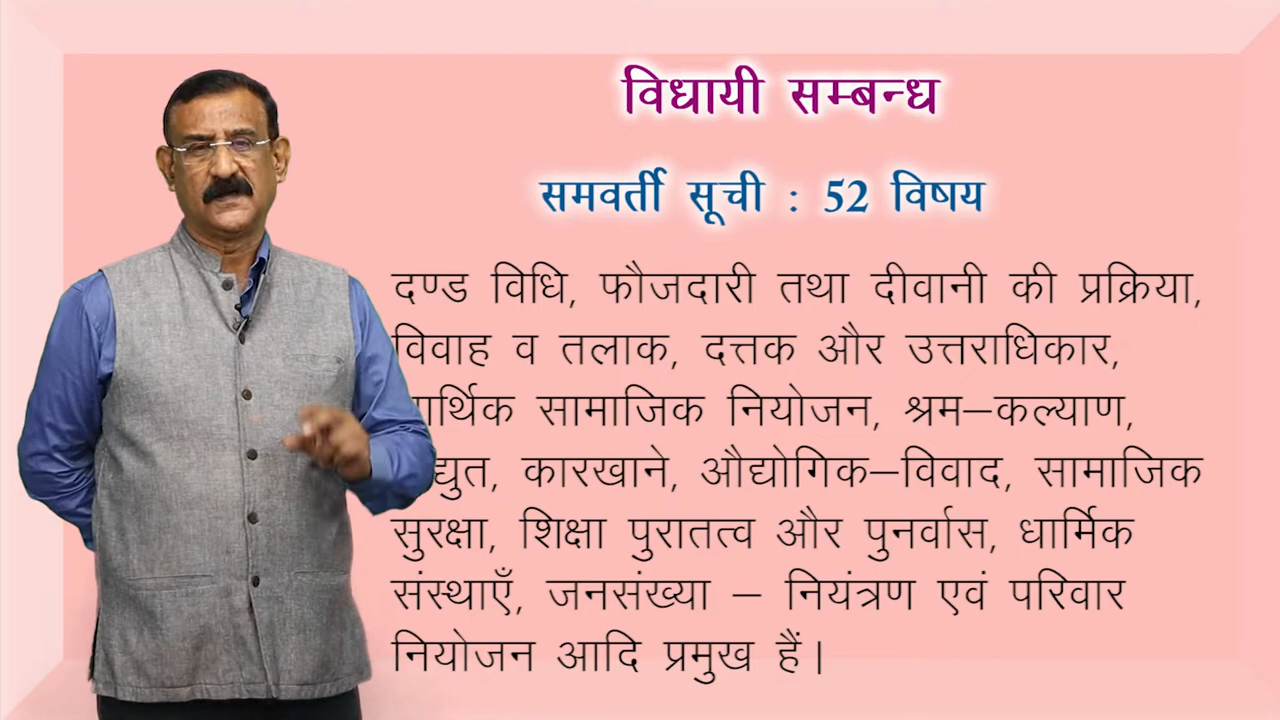 विधायी सम्बन्ध
समवर्ती सूची : 52 विषय
दण्ड विधि, फौजदारी तथा दीवानी की प्रक्रिया,
विवाह व तलाक, दत्तक और उत्तराधिकार,
सामाजिक नियोजन, श्रम–कल्याण,
कारखाने, औद्योगिक–विवाद, सामाजिक
सुरक्षा, शिक्षा पुरातत्व और पुनर्वास, धार्मिक
संस्थाएँ, जनसंख्या – नियंत्रण एवं परिवार
नियोजन आदि प्रमुख हैं।